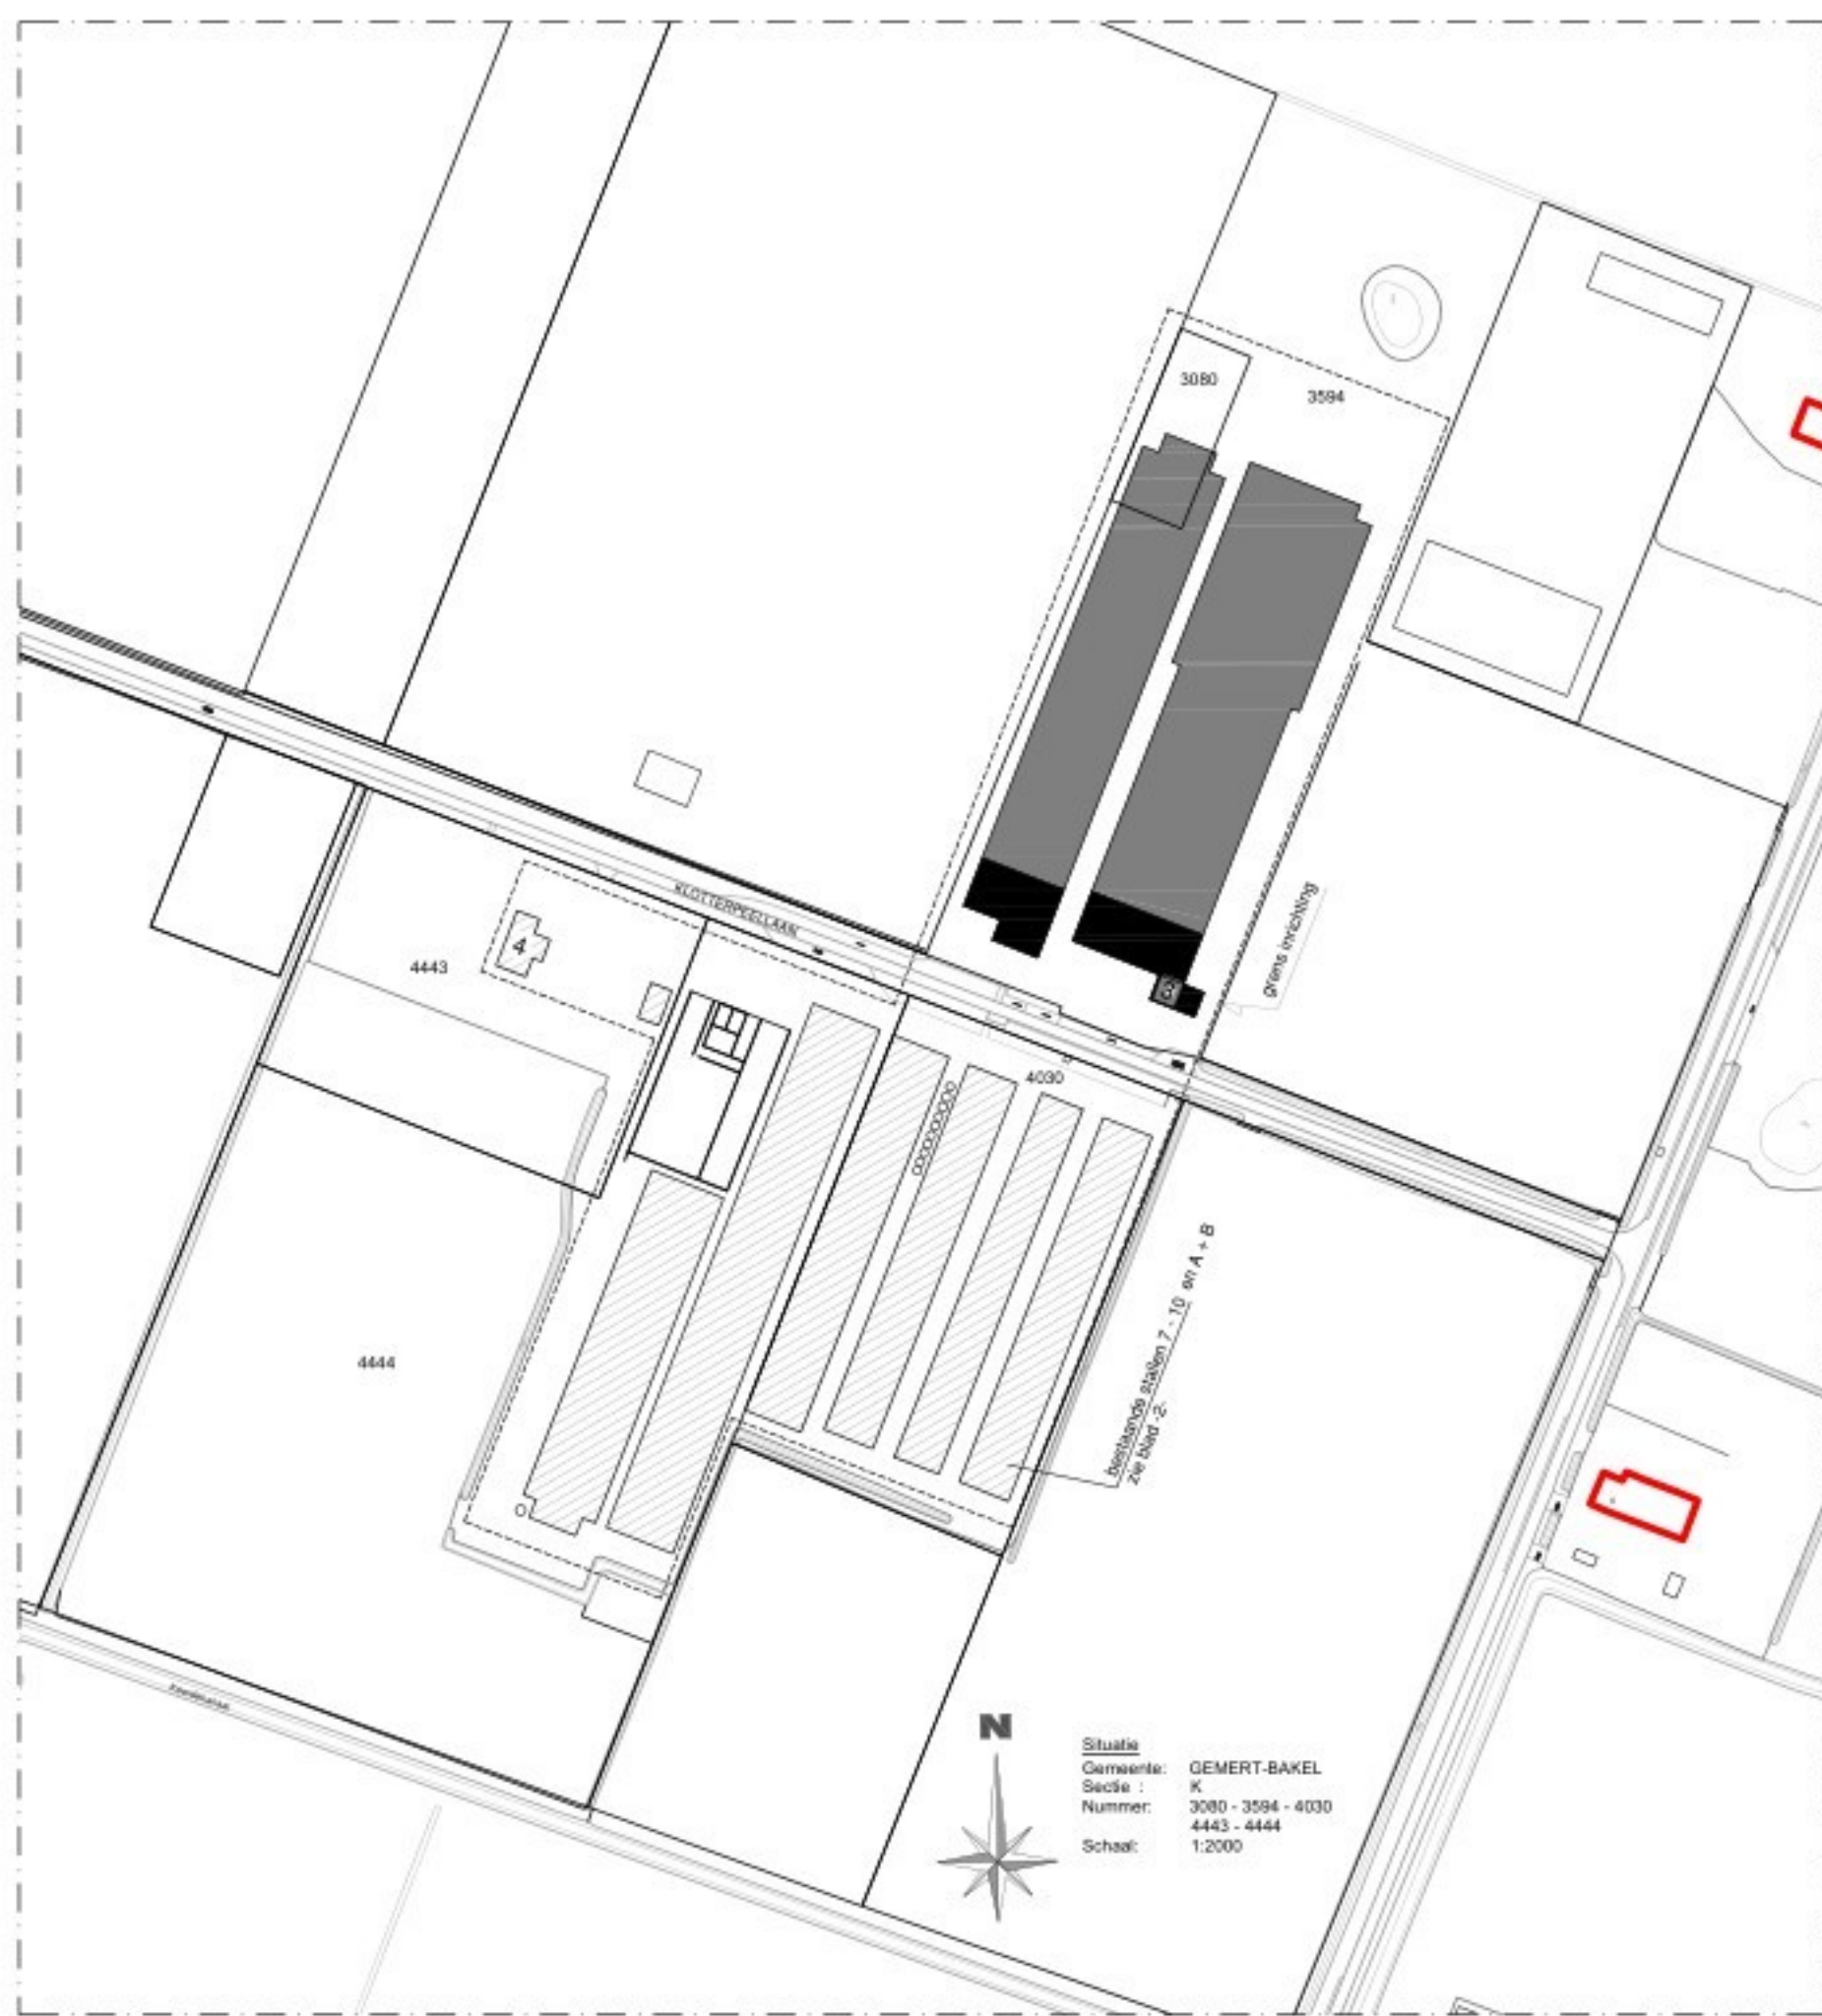 3080
3594
KLOTTERPEELLAAN
4
4443
grens inrichting
4030
bestaande stallen 7 - 10 en A + B
zie blad -2-
4444
N
Situatie
Gemeente: GEMERT-BAKEL
Sectie : K
Nummer: 3080 - 3594 - 4030
4443 - 4444
Schaal: 1:2000